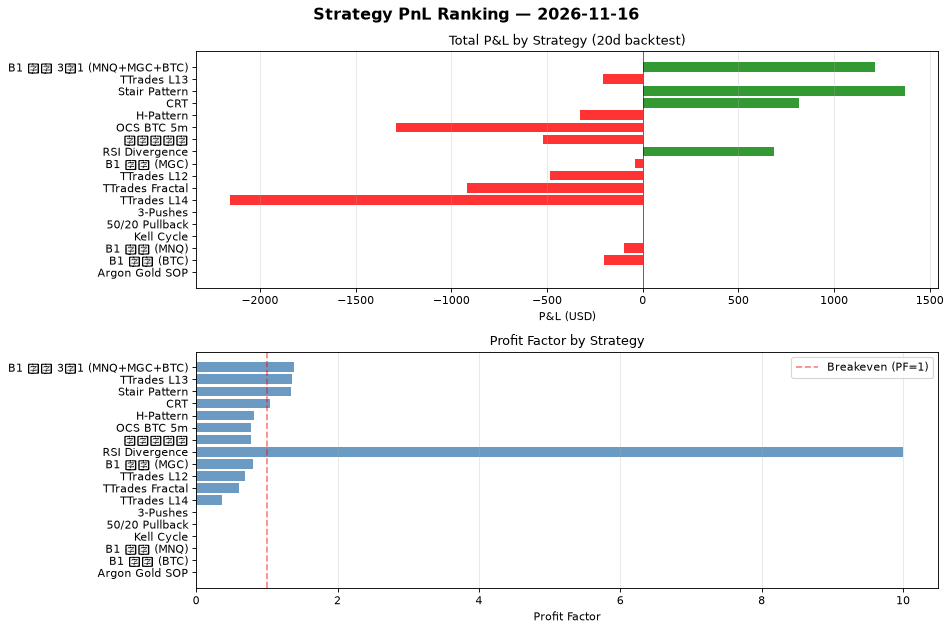 Strategy PnL Ranking — 2026-11-16
Total P&L by Strategy (20d backtest)
B1 3 1 (MNQ+MGC+BTC)
TTrades L13
Stair Pattern
CRT
H-Pattern
OCS BTC 5m
RSI Divergence
B1 (MGC)
TTrades L12
TTrades Fractal
TTrades L14
3-Pushes
50/20 Pullback
Kell Cycle
B1 (MNQ)
B1 (BTC)
Argon Gold SOP
−2000 −1500 −1000 −500 0 500 1000 1500
P&L (USD)
Profit Factor by Strategy
Breakeven (PF=1)
B1 3 1 (MNQ+MGC+BTC)
TTrades L13
Stair Pattern
CRT
H-Pattern
OCS BTC 5m
RSI Divergence
B1 (MGC)
TTrades L12
TTrades Fractal
TTrades L14
3-Pushes
50/20 Pullback
Kell Cycle
B1 (MNQ)
B1 (BTC)
Argon Gold SOP
0 2 4 6 8 10
Profit Factor